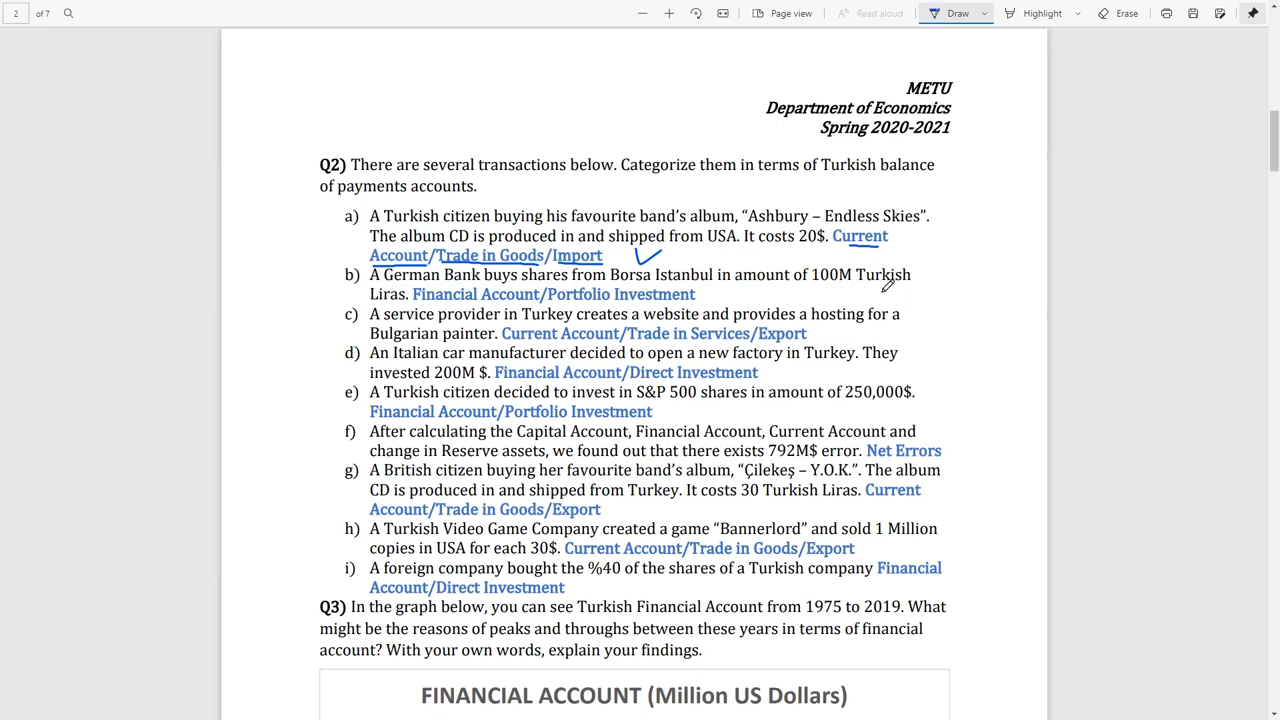 2 of 7 Page view Read aloud Draw Highlight Erase
METU
Department of Economics
Spring 2020-2021
Q2) There are several transactions below. Categorize them in terms of Turkish balance
of payments accounts.
a) A Turkish citizen buying his favourite band's album, “Ashbury – Endless Skies”.
The album CD is produced in and shipped from USA. It costs 20$. Current
Account/Trade in Goods/Import
b) A German Bank buys shares from Borsa Istanbul in amount of 100M Turkish
Liras. Financial Account/Portfolio Investment
c) A service provider in Turkey creates a website and provides a hosting for a
Bulgarian painter. Current Account/Trade in Services/Export
d) An Italian car manufacturer decided to open a new factory in Turkey. They
invested 200M $. Financial Account/Direct Investment
e) A Turkish citizen decided to invest in S&P 500 shares in amount of 250,000$.
Financial Account/Portfolio Investment
f) After calculating the Capital Account, Financial Account, Current Account and
change in Reserve assets, we found out that there exists 792M$ error. Net Errors
g) A British citizen buying her favourite band's album, “Çilekeş – Y.O.K.”. The album
CD is produced in and shipped from Turkey. It costs 30 Turkish Liras. Current
Account/Trade in Goods/Export
h) A Turkish Video Game Company created a game “Bannerlord” and sold 1 Million
copies in USA for each 30$. Current Account/Trade in Goods/Export
i) A foreign company bought the %40 of the shares of a Turkish company Financial
Account/Direct Investment
Q3) In the graph below, you can see Turkish Financial Account from 1975 to 2019. What
might be the reasons of peaks and throughs between these years in terms of financial
account? With your own words, explain your findings.
FINANCIAL ACCOUNT (Million US Dollars)